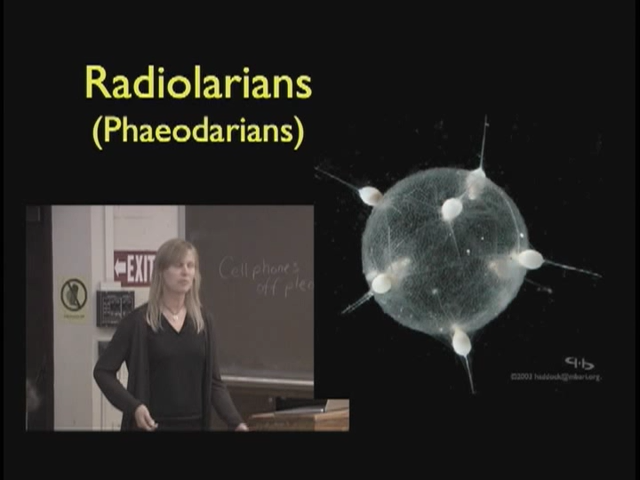 Radiolarians
(Phaeodarians)
EXIT
Cell phones
off plea
©2003 haddock@mbari.org